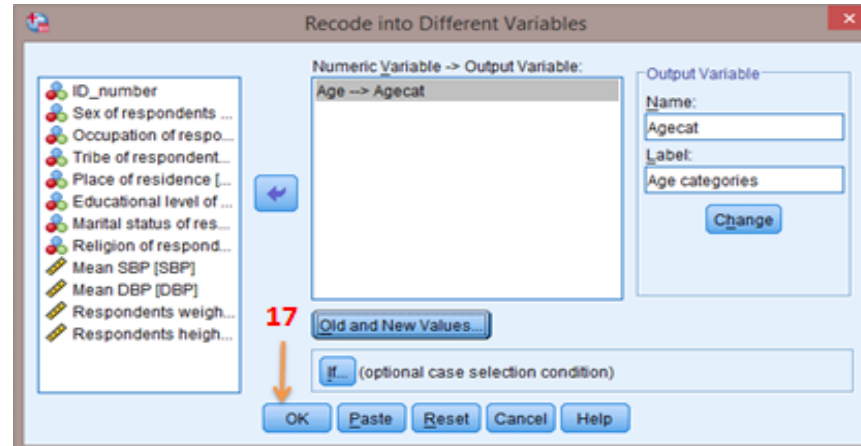 Recode into Different Variables
ID_number
Sex of respondents ...
Occupation of respo...
Tribe of respondent...
Place of residence [...
Educational level of ...
Marital status of res...
Religion of respond...
Mean SBP [SBP]
Mean DBP [DBP]
Respondents weigh...
Respondents heigh...
Numeric Variable -> Output Variable:
Age --> Agecat
Output Variable
Name:
Agecat
Label:
Age categories
Change
17
Old and New Values...
If... (optional case selection condition)
OK Paste Reset Cancel Help